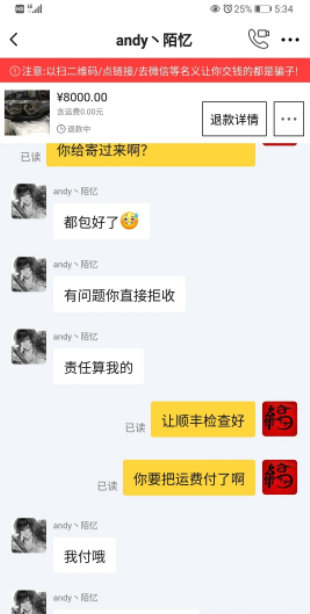 25% 5:34
andy丶陌忆
注意:以扫二维码/点链接/去微信等名义让你交钱的都是骗子!
¥8000.00
含运费0.00元
退款中
退款详情
已读
你给寄过来啊?
andy丶陌忆
都包好了
andy丶陌忆
有问题你直接拒收
andy丶陌忆
责任算我的
已读
让顺丰检查好
已读
你要把运费付了啊
andy丶陌忆
我付哦
andy丶陌忆